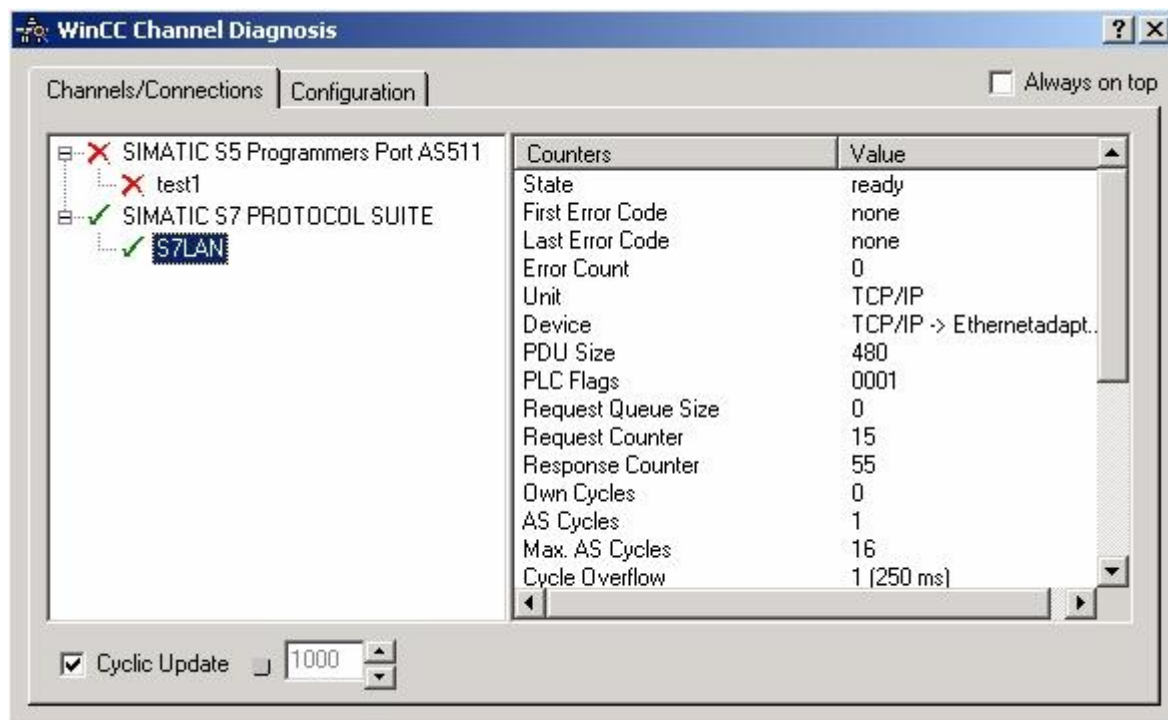 WinCC Channel Diagnosis
Channels/Connections Configuration Always on top
SIMATIC S5 Programmers Port AS511
test1
SIMATIC S7 PROTOCOL SUITE
S7LAN
Counters Value
State ready
First Error Code none
Last Error Code none
Error Count 0
Unit TCP/IP
Device TCP/IP -> Ethernetadapt..
PDU Size 480
PLC Flags 0001
Request Queue Size 0
Request Counter 15
Response Counter 55
Own Cycles 0
AS Cycles 1
Max. AS Cycles 16
Cycle Overflow 1 (250 ms)
Cyclic Update 1000